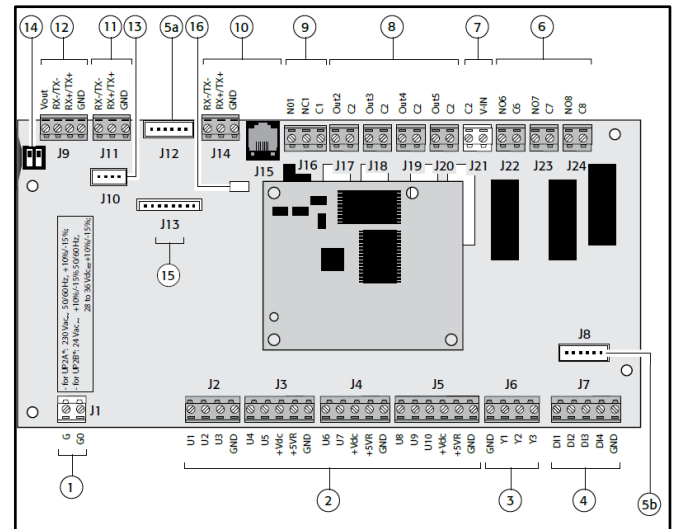 14 12 11 13 5a 16 10 9 8 7 6
Vout RX-/TX- RX+/TX+ GND RX-/TX- RX+/TX+ GND RX-/TX- RX+/TX+ GND N01 NC1 C1 Out2 C2 Out3 C2 Out4 C2 Out5 C2 C2 V-IN NO6 C6 NO7 C7 NO8 C8
J9 J11 J12 J14 J15 J16 J17 J18 J19 J20 J21 J22 J23 J24
J10 J13
15
- for UP2A*: 230 Vac~, 50/60 Hz, +10%/-15%;
- for UP2B*: 24 Vac~, +10%/-15% 50/60 Hz,
28 to 36 Vdc +10%/-15%;
J8
J1 J2 J3 J4 J5 J6 J7
G G0 U1 U2 U3 GND U4 U5 +Vdc +5VR GND U6 U7 +Vdc +5VR GND U8 U9 U10 +Vdc +5VR GND GND Y1 Y2 Y3 DI1 DI2 DI3 DI4 GND
1 2 3 4 5b